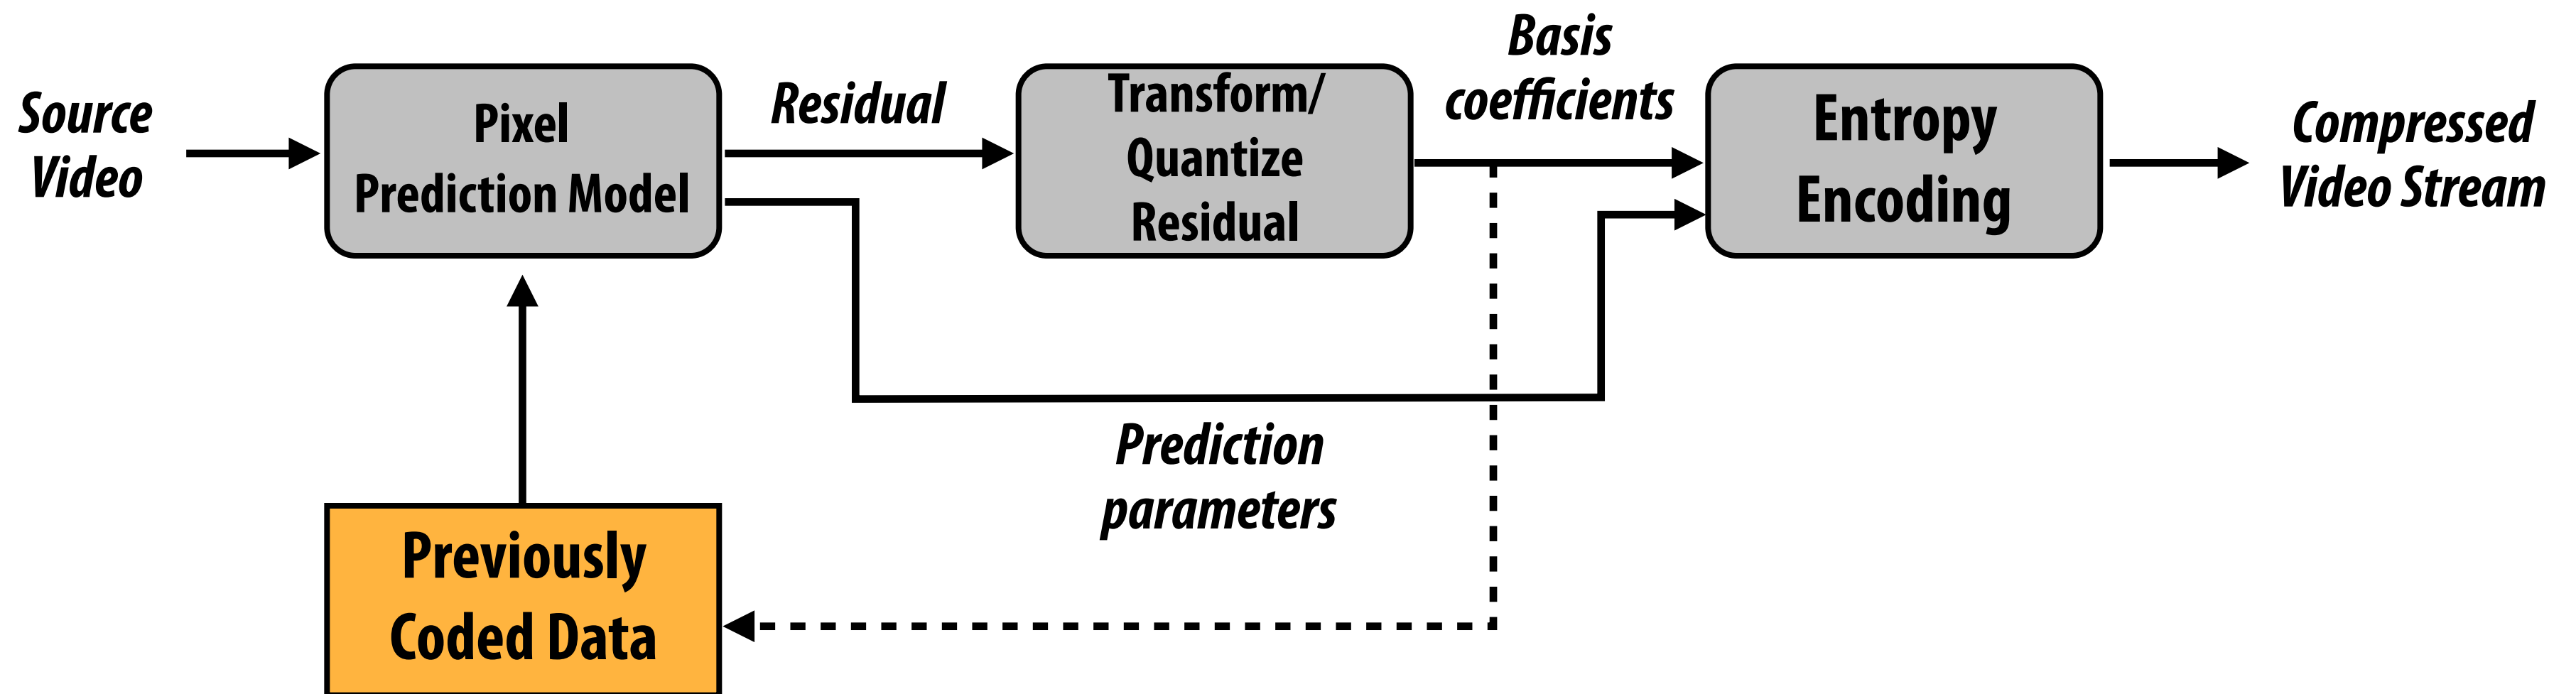 Source
Video
Pixel
Prediction Model
Residual
Transform/
Quantize
Residual
Basis
coefficients
Entropy
Encoding
Compressed
Video Stream
Prediction
parameters
Previously
Coded Data